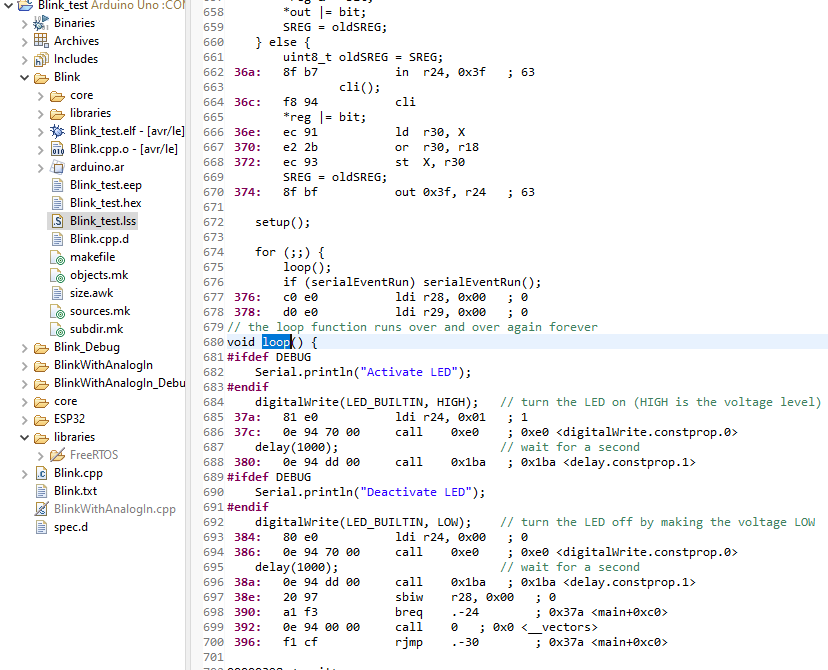 Blink_test Arduino Uno :CO
Binaries
Archives
Includes
Blink
core
libraries
Blink_test.elf - [avr/le]
Blink.cpp.o - [avr/le]
arduino.ar
Blink_test.eep
Blink_test.hex
Blink_test.lss
Blink.cpp.d
makefile
objects.mk
size.awk
sources.mk
subdir.mk
Blink_Debug
BlinkWithAnalogIn
BlinkWithAnalogIn_Debu
core
ESP32
libraries
FreeRTOS
Blink.cpp
Blink.txt
BlinkWithAnalogIn.cpp
spec.d
658 *out |= bit;
659 SREG = oldSREG;
660 } else {
661 uint8_t oldSREG = SREG;
662 36a: 8f b7 in r24, 0x3f ; 63
663 cli();
664 36c: f8 94 cli
665 *reg |= bit;
666 36e: ec 91 ld r30, X
667 370: e2 2b or r30, r18
668 372: ec 93 st X, r30
669 SREG = oldSREG;
670 374: 8f bf out 0x3f, r24 ; 63
671
672 setup();
673
674 for (;;) {
675 loop();
676 if (serialEventRun) serialEventRun();
677 376: c0 e0 ldi r28, 0x00 ; 0
678 378: d0 e0 ldi r29, 0x00 ; 0
679 // the loop function runs over and over again forever
680 void loop() {
681 #ifdef DEBUG
682 Serial.println("Activate LED");
683 #endif
684 digitalWrite(LED_BUILTIN, HIGH); // turn the LED on (HIGH is the voltage level)
685 37a: 81 e0 ldi r24, 0x01 ; 1
686 37c: 0e 94 70 00 call 0xe0 ; 0xe0 <digitalWrite.constprop.0>
687 delay(1000); // wait for a second
688 380: 0e 94 dd 00 call 0x1ba ; 0x1ba <delay.constprop.1>
689 #ifdef DEBUG
690 Serial.println("Deactivate LED");
691 #endif
692 digitalWrite(LED_BUILTIN, LOW); // turn the LED off by making the voltage LOW
693 384: 80 e0 ldi r24, 0x00 ; 0
694 386: 0e 94 70 00 call 0xe0 ; 0xe0 <digitalWrite.constprop.0>
695 delay(1000); // wait for a second
696 38a: 0e 94 dd 00 call 0x1ba ; 0x1ba <delay.constprop.1>
697 38e: 20 97 sbiw r28, 0x00 ; 0
698 390: a1 f3 breq .-24 ; 0x37a <main+0xc0>
699 392: 0e 94 00 00 call 0 ; 0x0 <__vectors>
700 396: f1 cf rjmp .-30 ; 0x37a <main+0xc0>
701